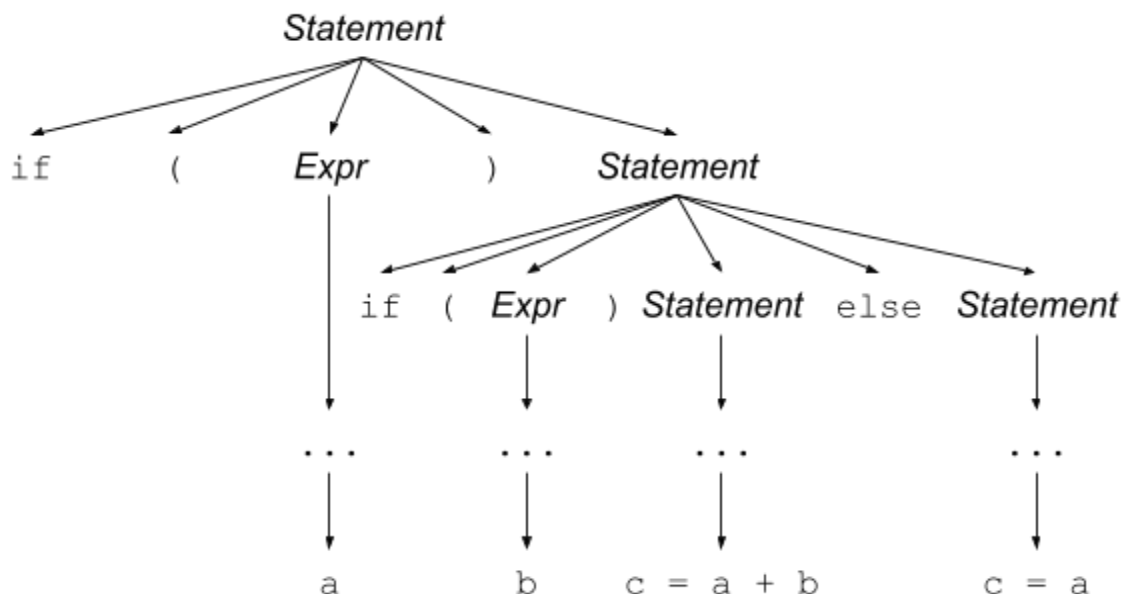 Statement
if ( Expr ) Statement
if ( Expr ) Statement else Statement
... ... ... ...
a b c = a + b c = a